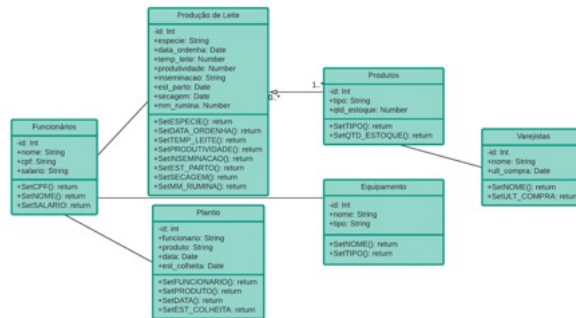 Produção de Leite
-id: Int
+especie: String
+data_ordenha: Date
+temp_leite: Number
+produtividade: Number
+inseminacao: String
+est_parto: Date
+secagem: Date
+mm_rumina: Number
+SetESPECIE(): return
+SetDATA_ORDENHA(): return
+SetTEMP_LEITE(): return
+SetPRODUTIVIDADE(): return
+SetINSEMINACAO(): return
+SetEST_PARTO(): return
+SetSECAGEM(): return
+SetMM_RUMINA(): return
0..*
1..*
Produtos
-id: Int
+tipo: String
+qtd_estoque: Number
+SetTIPO(): return
+SetQTD_ESTOQUE(): return
Funcionários
-id: Int
+nome: String
+cpf: String
+salario: String
+SetCPF(): return
+SetNOME(): return
+SetSALARIO: return
Varejistas
-id: Int
+nome: String
+ult_compra: Date
+SetNOME(): return
+SetULT_COMPRA: return
Equipamento
-id: Int
+nome: String
+tipo: String
+SetNOME(): return
+SetTIPO(): return
Plantio
-id: int
+funcionario: String
+produto: String
+data: Date
+est_colheita: Date
+SetFUNCIONARIO(): return
+SetPRODUTO(): return
+SetDATA(): return
+SetEST_COLHEITA: return